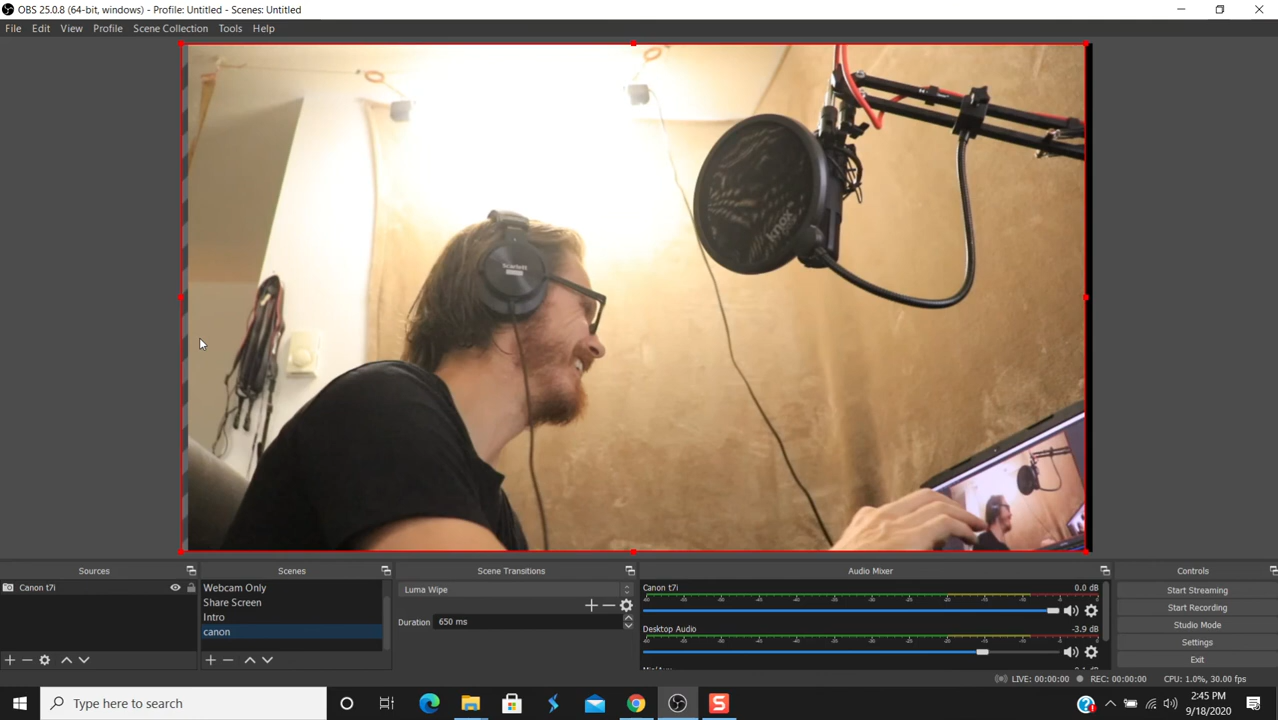 OBS 25.0.8 (64-bit, windows) - Profile: Untitled - Scenes: Untitled
File Edit View Profile Scene Collection Tools Help
knox
Sources
Scenes
Scene Transitions
Audio Mixer
Controls
Canon t7i
Webcam Only
Share Screen
Intro
canon
Luma Wipe
Duration 650 ms
Canon t7i 0.0 dB
Desktop Audio -3.9 dB
Start Streaming
Start Recording
Studio Mode
Settings
Exit
LIVE: 00:00:00 REC: 00:00:00 CPU: 1.0%, 30.00 fps
Type here to search
2:45 PM
9/18/2020